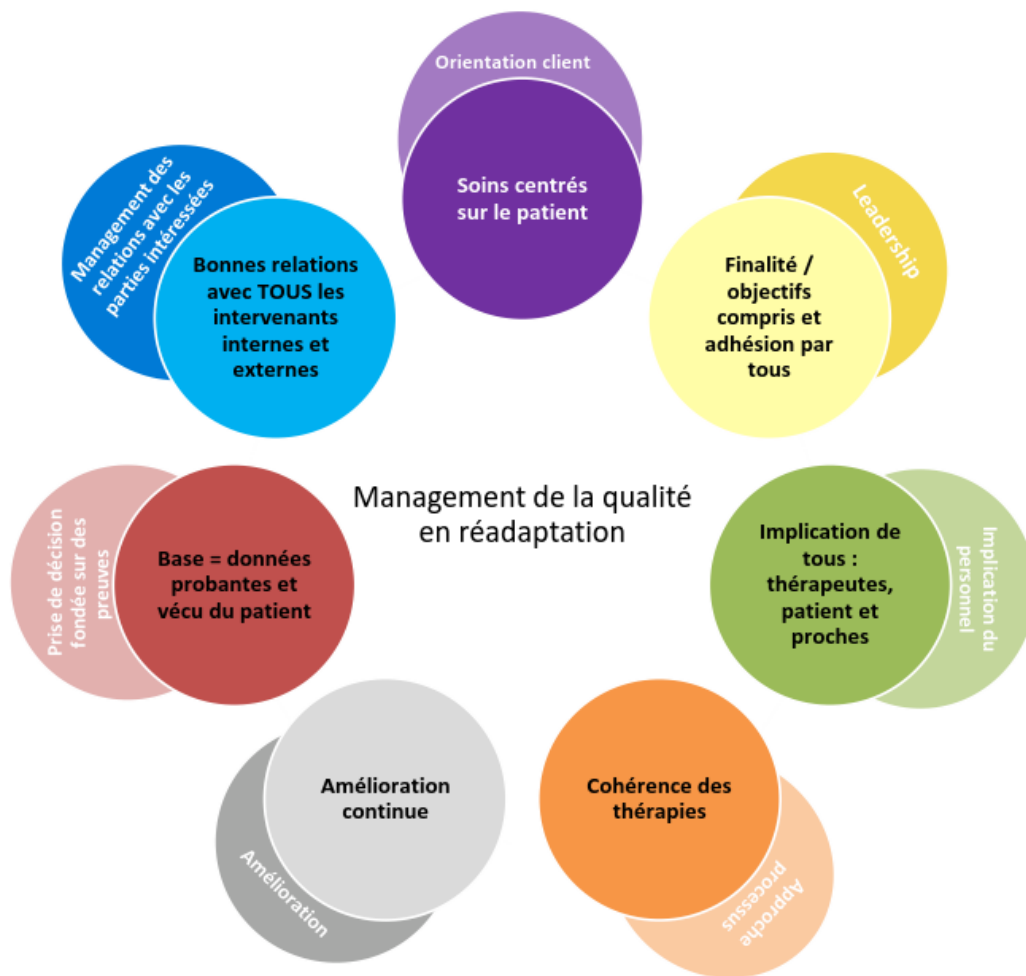 Orientation client
Soins centrés
sur le patient
Leadership
Finalité /
objectifs
compris et
adhésion par
tous
Implication du
personnel
Implication de
tous :
thérapeutes,
patient et
proches
Approche
processus
Cohérence des
thérapies
Amélioration
Amélioration
continue
Prise de décision
fondée sur des
preuves
Base = données
probantes et
vécu du patient
Management des
relations avec les
parties intéressées
Bonnes relations
avec TOUS les
intervenants
internes et
externes
Management de la qualité
en réadaptation